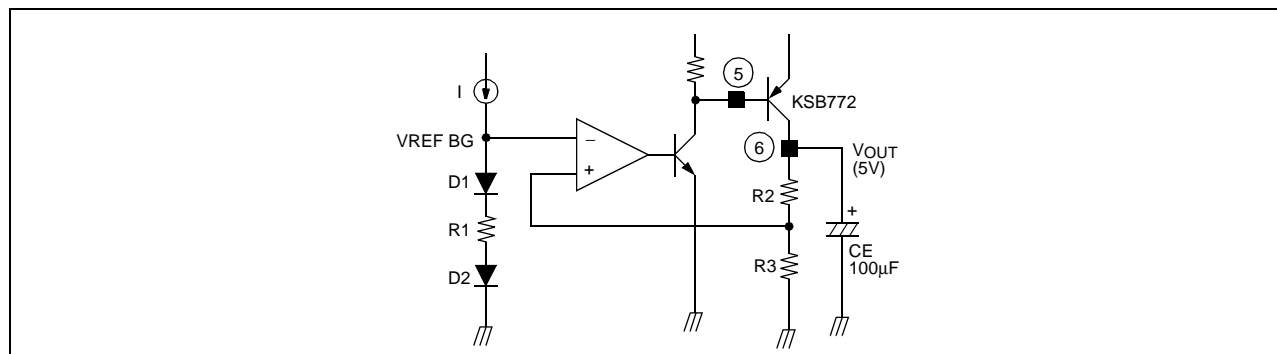 5
I
KSB772
VREF BG
−
6
VOUT
(5V)
D1
+
R2
+
R1
CE
100μF
D2
R3